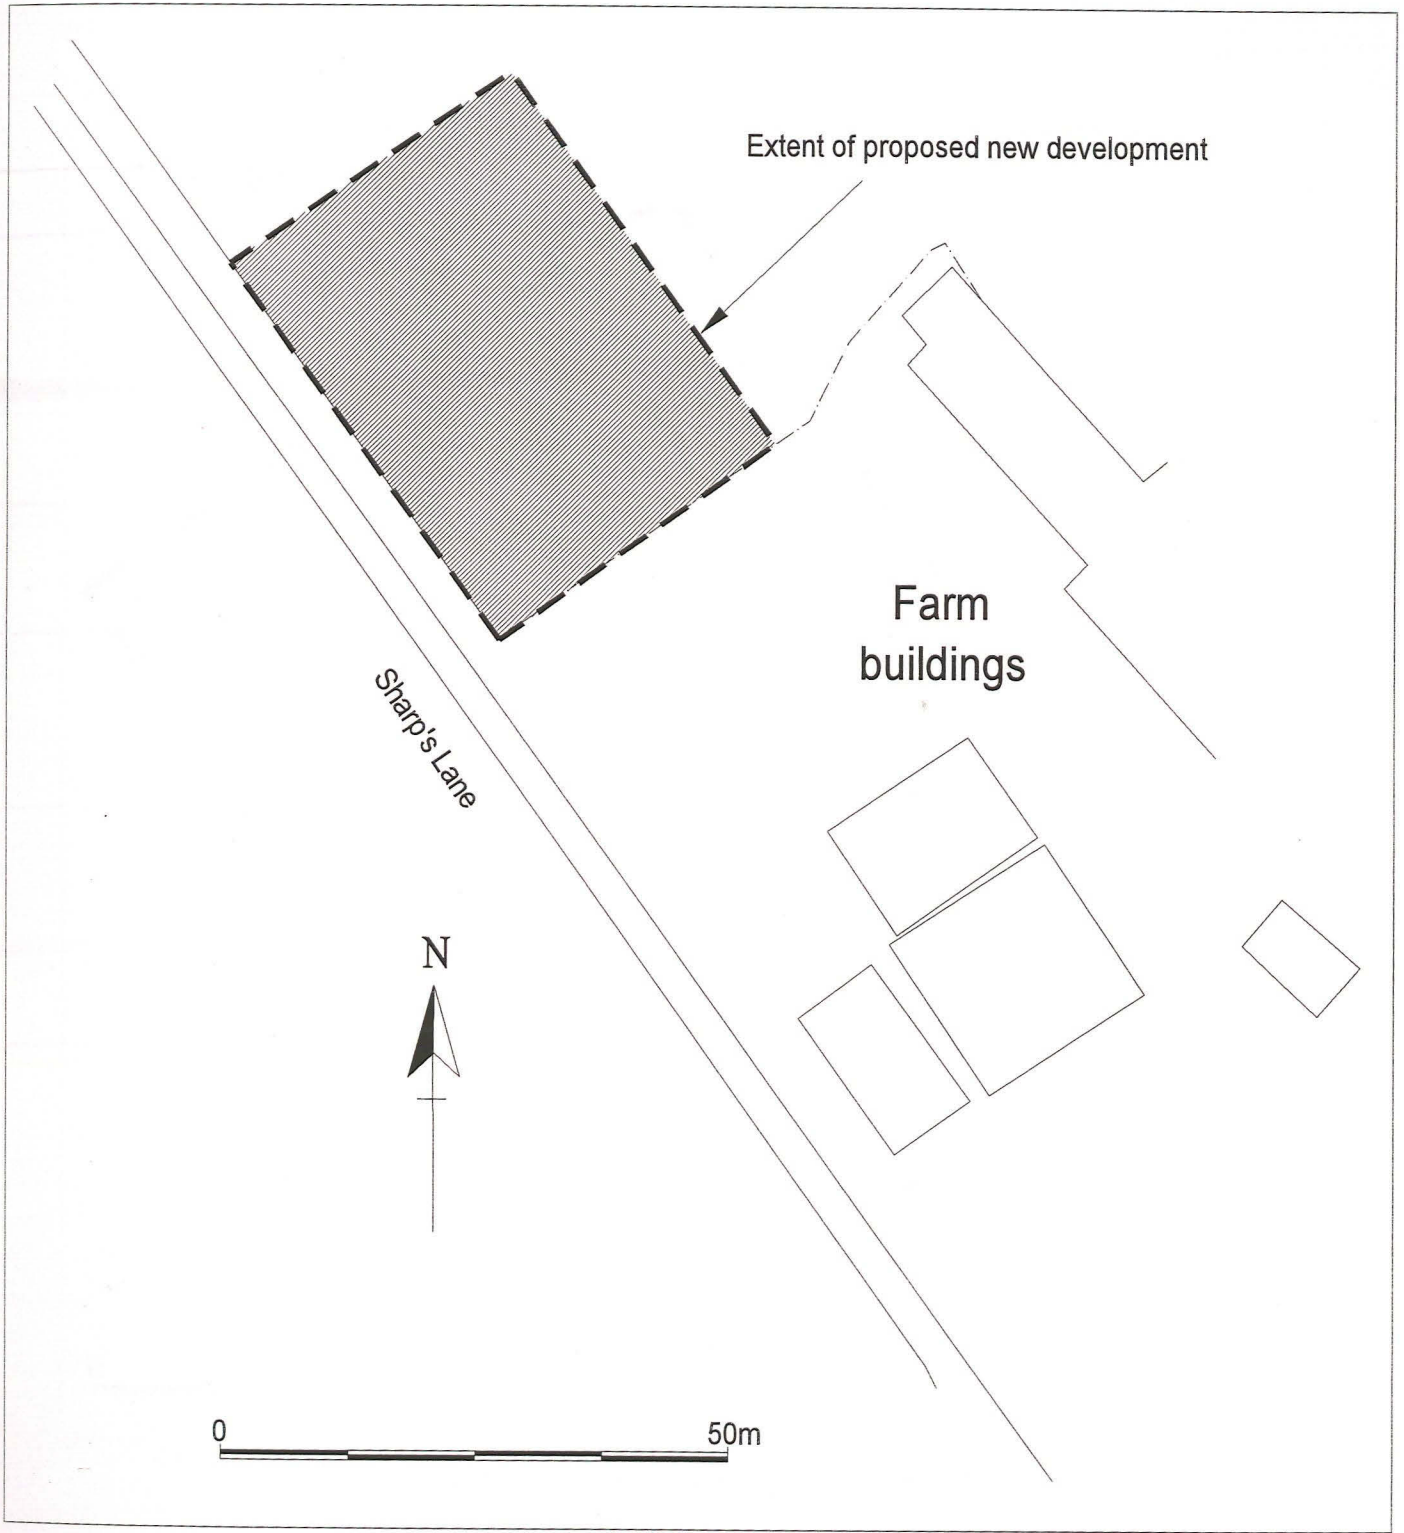 Extent of proposed new development
Farm
buildings
Sharp's Lane
N
0
50m